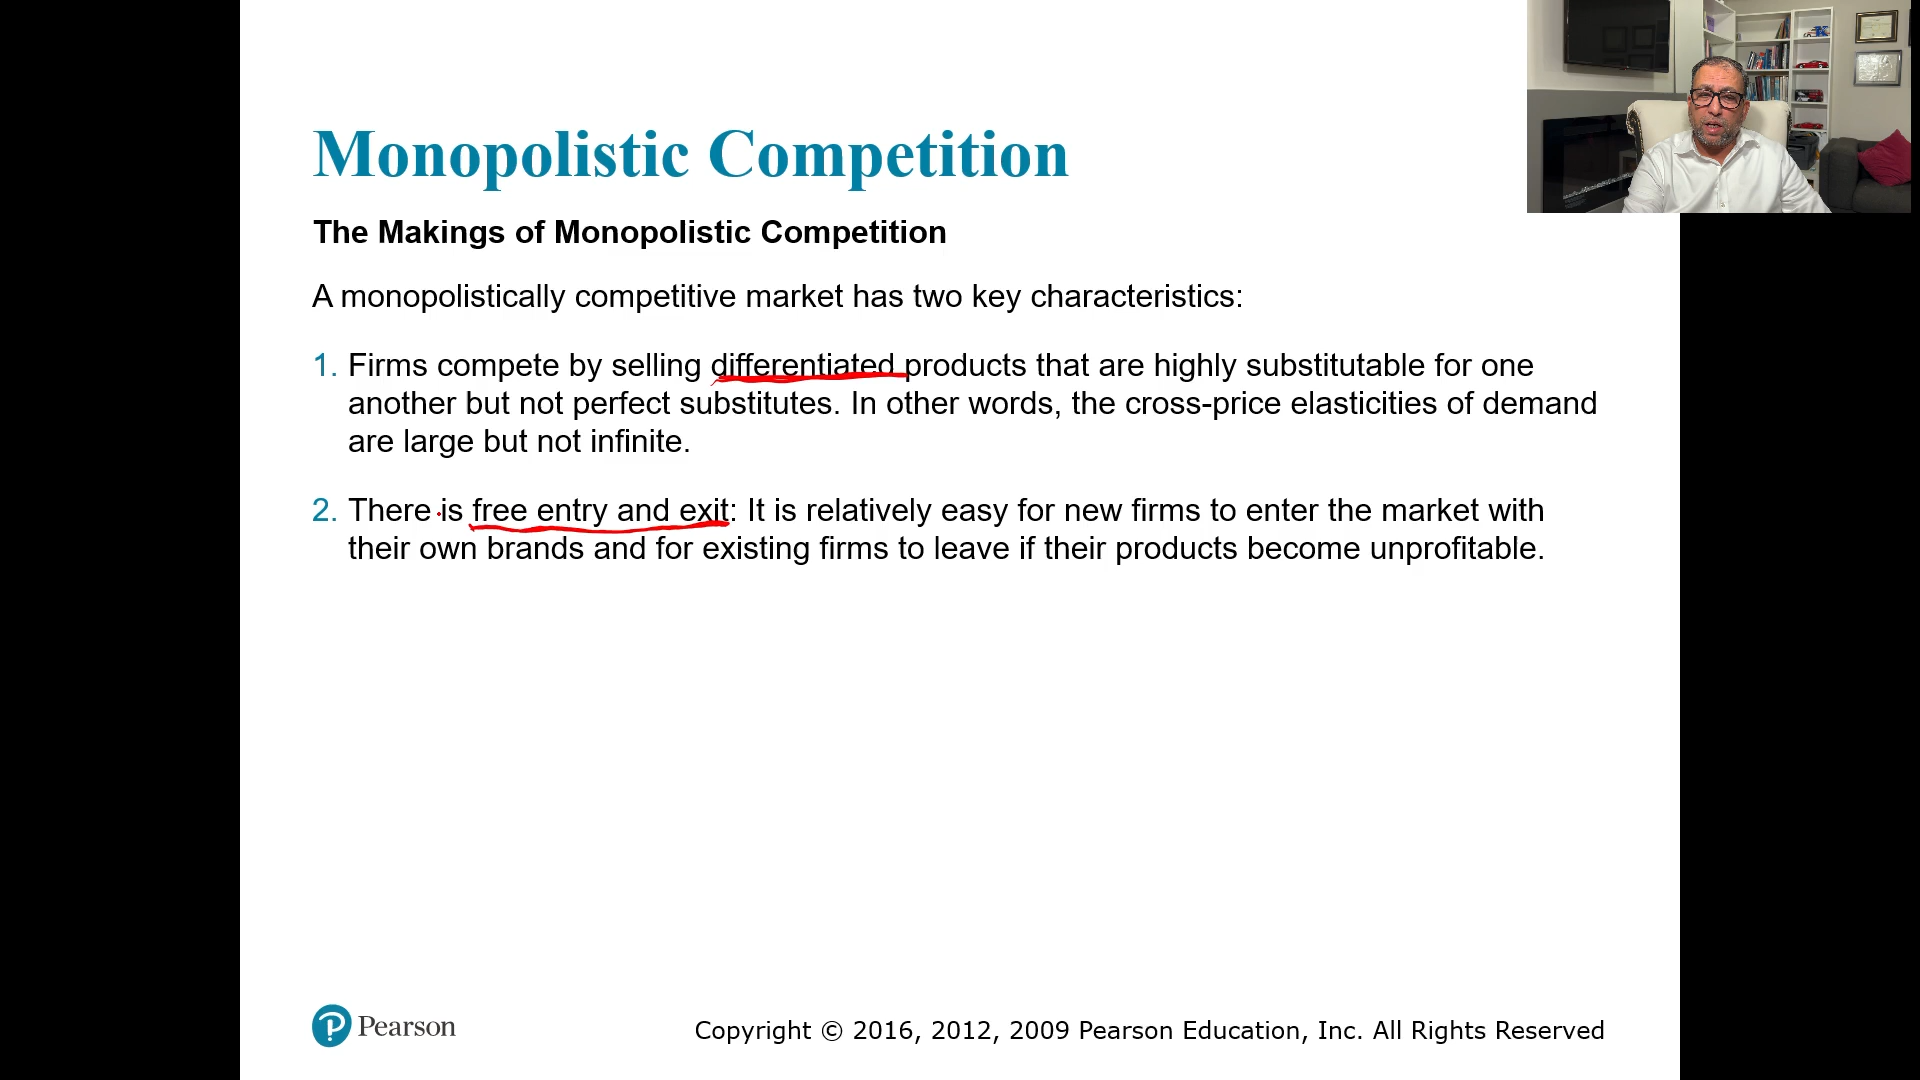 Monopolistic Competition
The Makings of Monopolistic Competition
A monopolistically competitive market has two key characteristics:
1. Firms compete by selling differentiated products that are highly substitutable for one
another but not perfect substitutes. In other words, the cross-price elasticities of demand
are large but not infinite.
2. There is free entry and exit: It is relatively easy for new firms to enter the market with
their own brands and for existing firms to leave if their products become unprofitable.
Pearson
Copyright © 2016, 2012, 2009 Pearson Education, Inc. All Rights Reserved